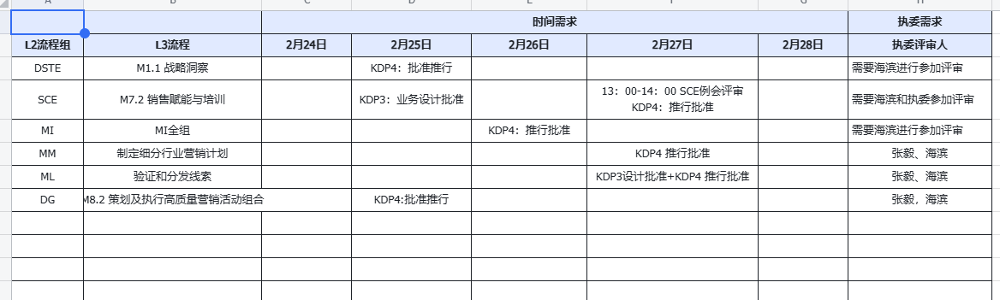 A B C D E F G H
时间需求 执委需求
L2流程组 L3流程 2月24日 2月25日 2月26日 2月27日 2月28日 执委评审人
DSTE M1.1 战略洞察 KDP4：批准推行 需要海滨进行参加评审
SCE M7.2 销售赋能与培训 KDP3：业务设计批准 13：00-14：00 SCE例会评审 需要海滨和执委参加评审
KDP4：推行批准
MI MI全组 KDP4：推行批准 需要海滨进行参加评审
MM 制定细分行业营销计划 KDP4 推行批准 张毅、海滨
ML 验证和分发线索 KDP3设计批准+KDP4 推行批准 张毅、海滨
DG M8.2 策划及执行高质量营销活动组合 KDP4:批准推行 张毅，海滨